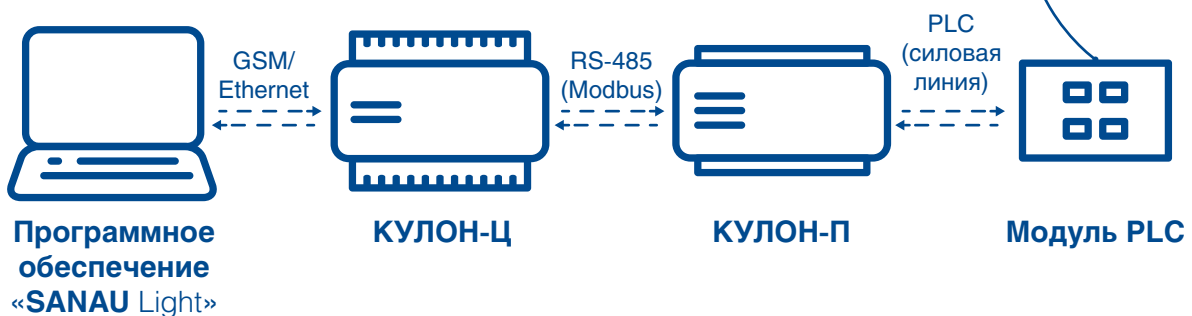 GSM/
Ethernet
RS-485
(Modbus)
PLC
(силовая
линия)
Программное
обеспечение
«SANAU Light»
КУЛОН-Ц
КУЛОН-П
Модуль PLC